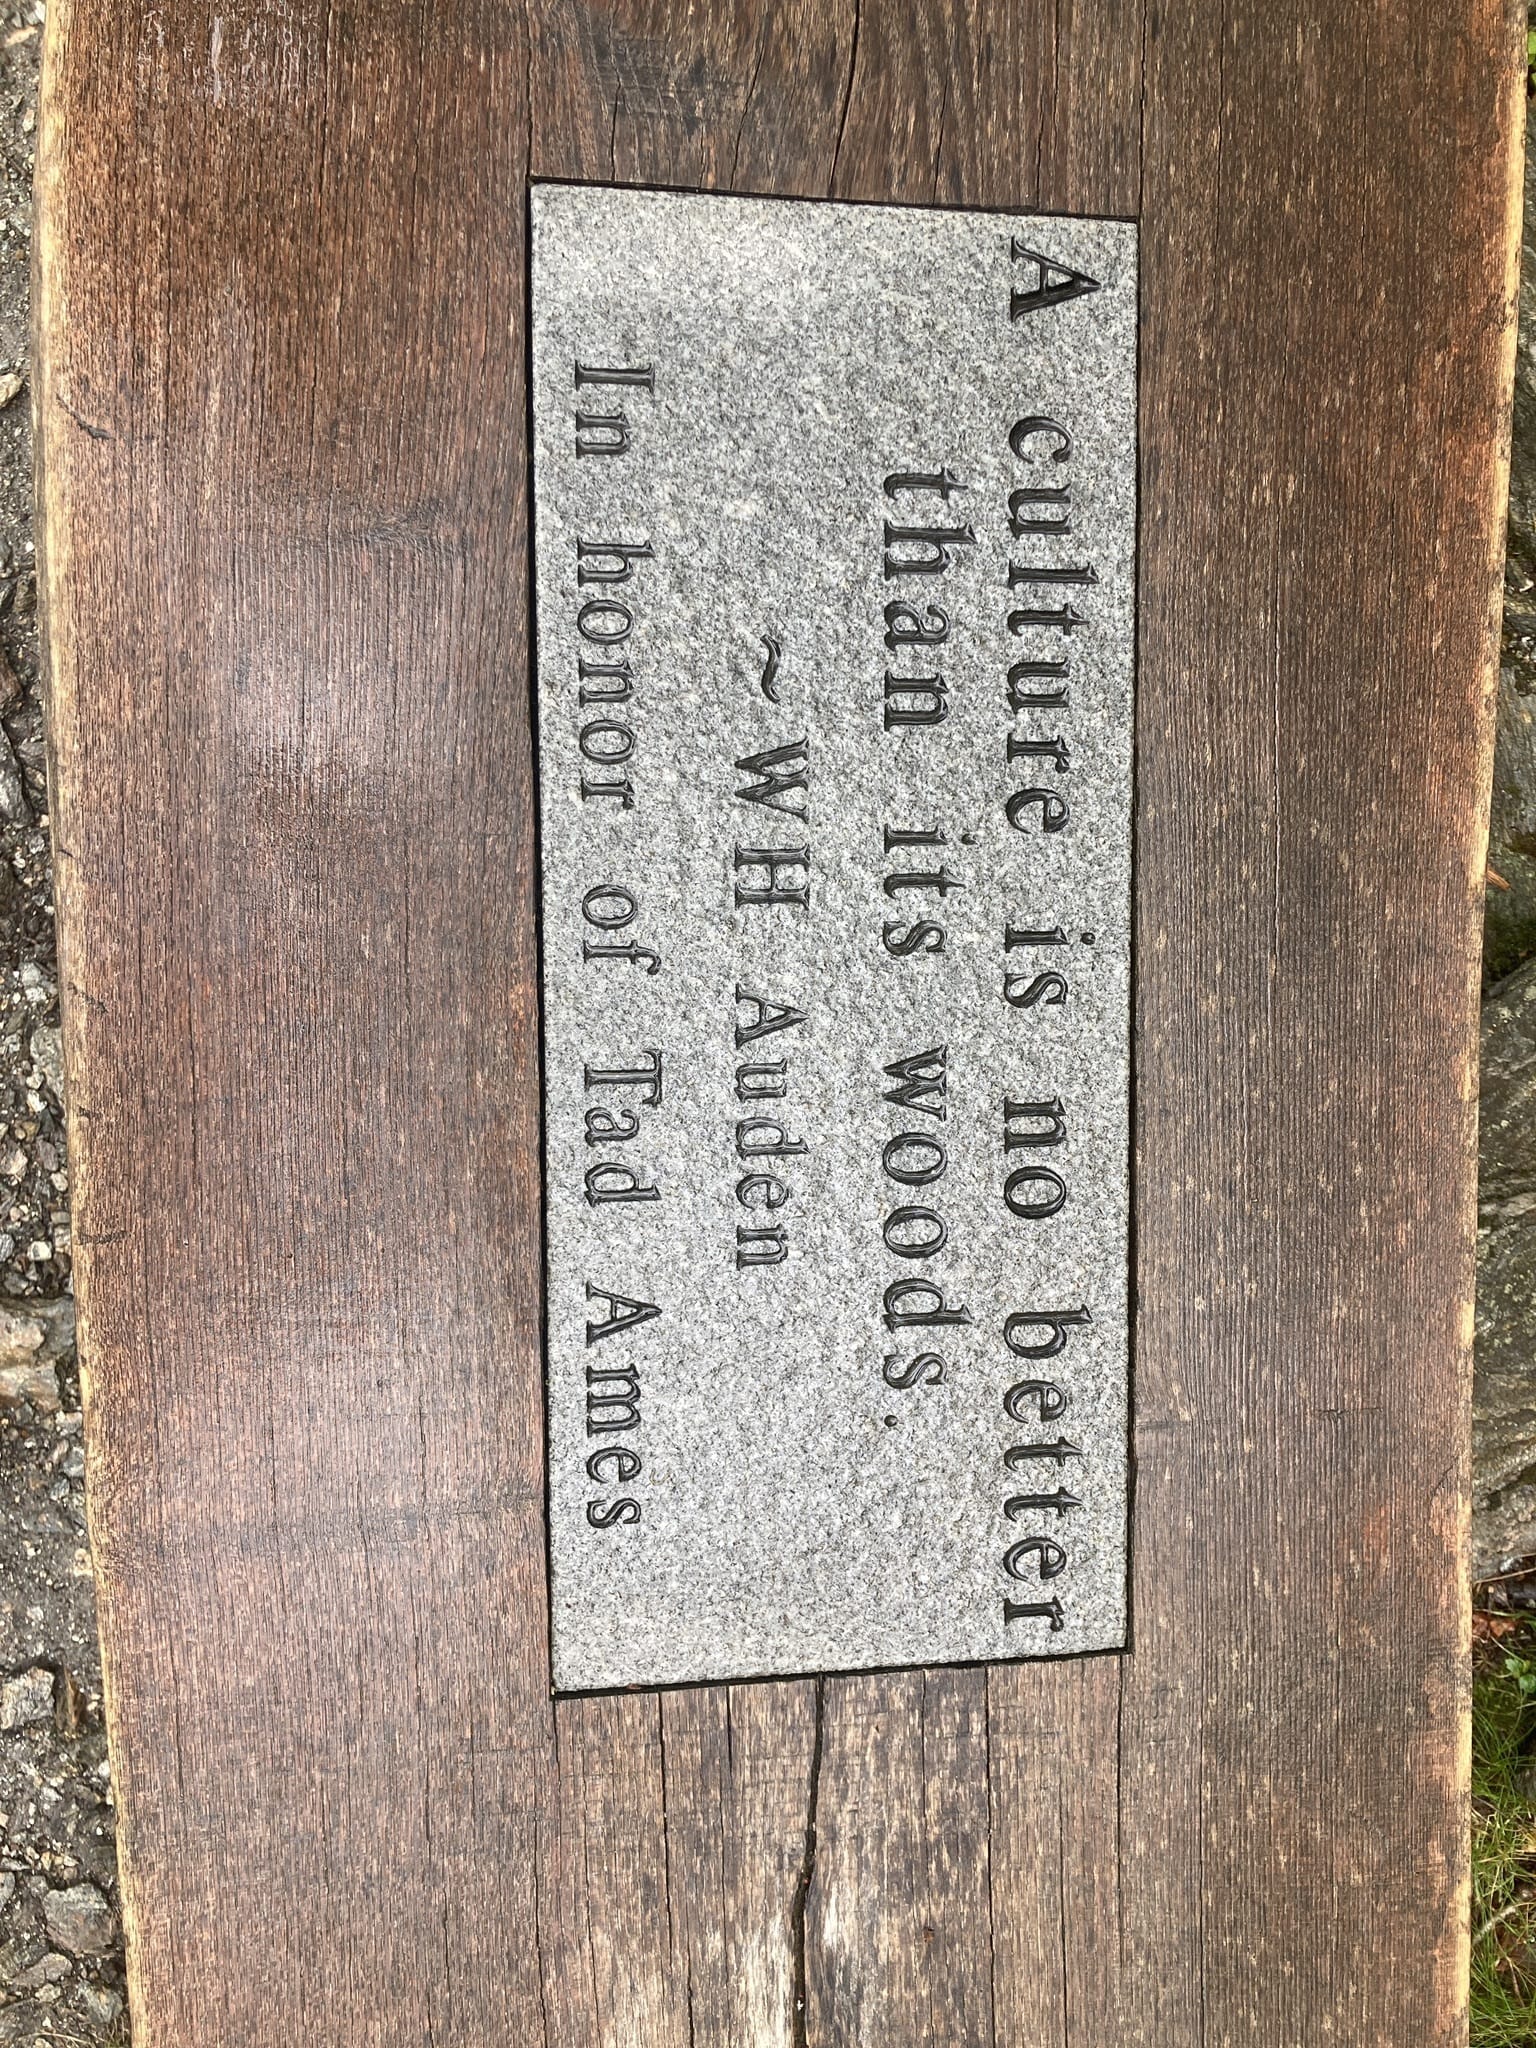 A culture is no better
than its woods.
~ WH Auden
In honor of Tad Ames